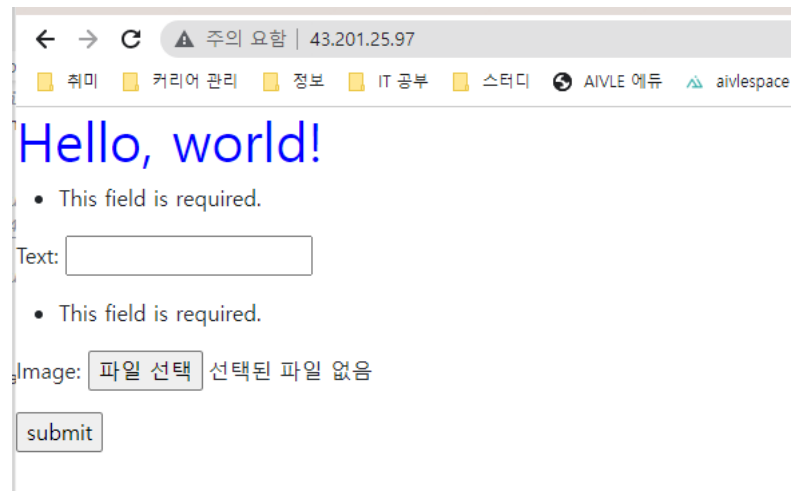 주의 요함 | 43.201.25.97
취미 커리어 관리 정보 IT 공부 스터디 AIVLE 에듀 aivlespace
Hello, world!
• This field is required.
Text:
• This field is required.
Image: 파일 선택 선택된 파일 없음
submit